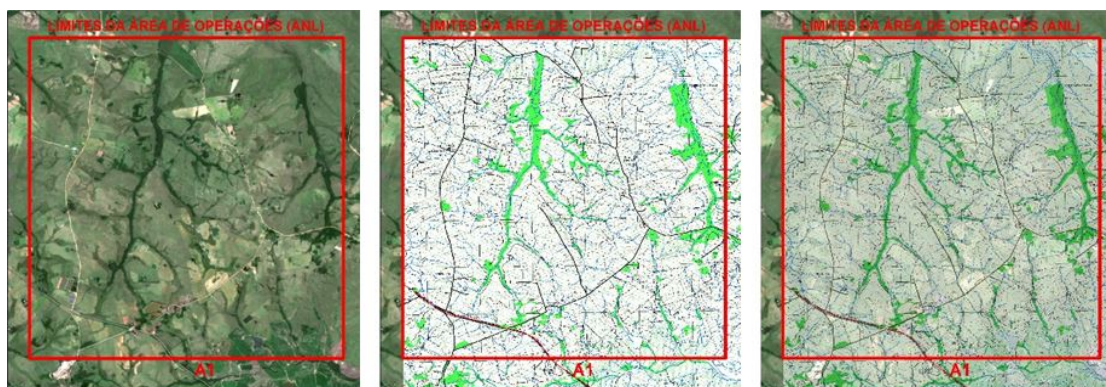 LIMITES DA ÁREA DE OPERAÇÕES (ANL)
A1
LIMITES DA ÁREA DE OPERAÇÕES (ANL)
A1
LIMITES DA ÁREA DE OPERAÇÕES (ANL)
A1